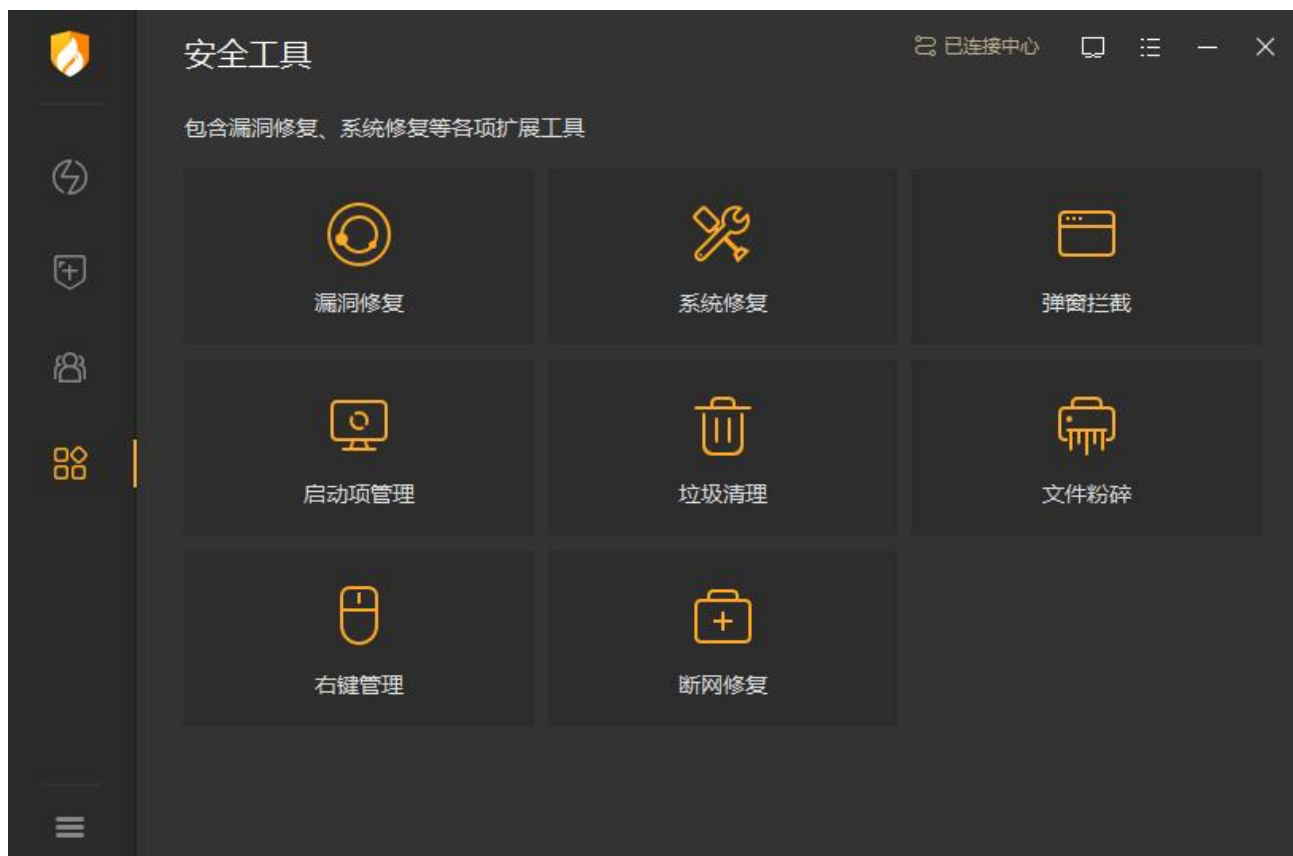 安全工具
已连接中心
包含漏洞修复、系统修复等各项扩展工具
漏洞修复
系统修复
弹窗拦截
启动项管理
垃圾清理
文件粉碎
右键管理
断网修复